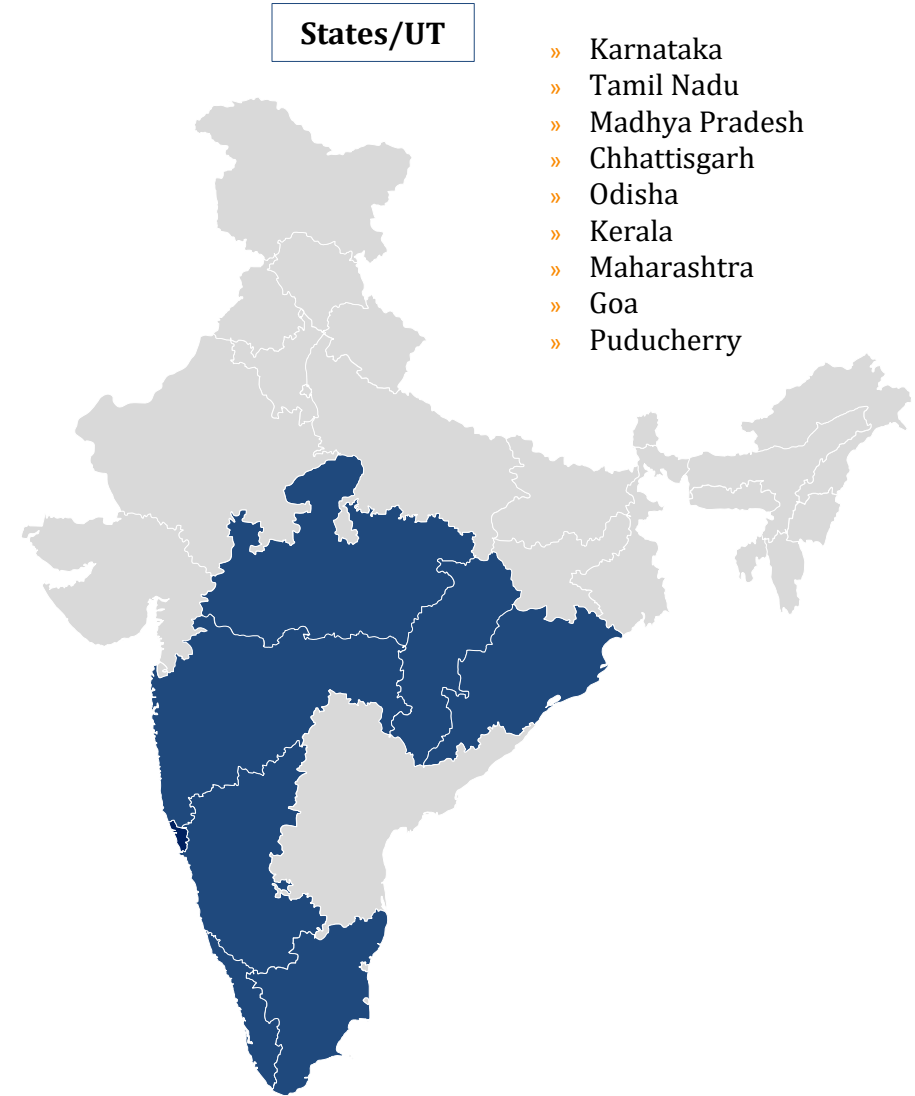 States/UT
» Karnataka
» Tamil Nadu
» Madhya Pradesh
» Chhattisgarh
» Odisha
» Kerala
» Maharashtra
» Goa
» Puducherry